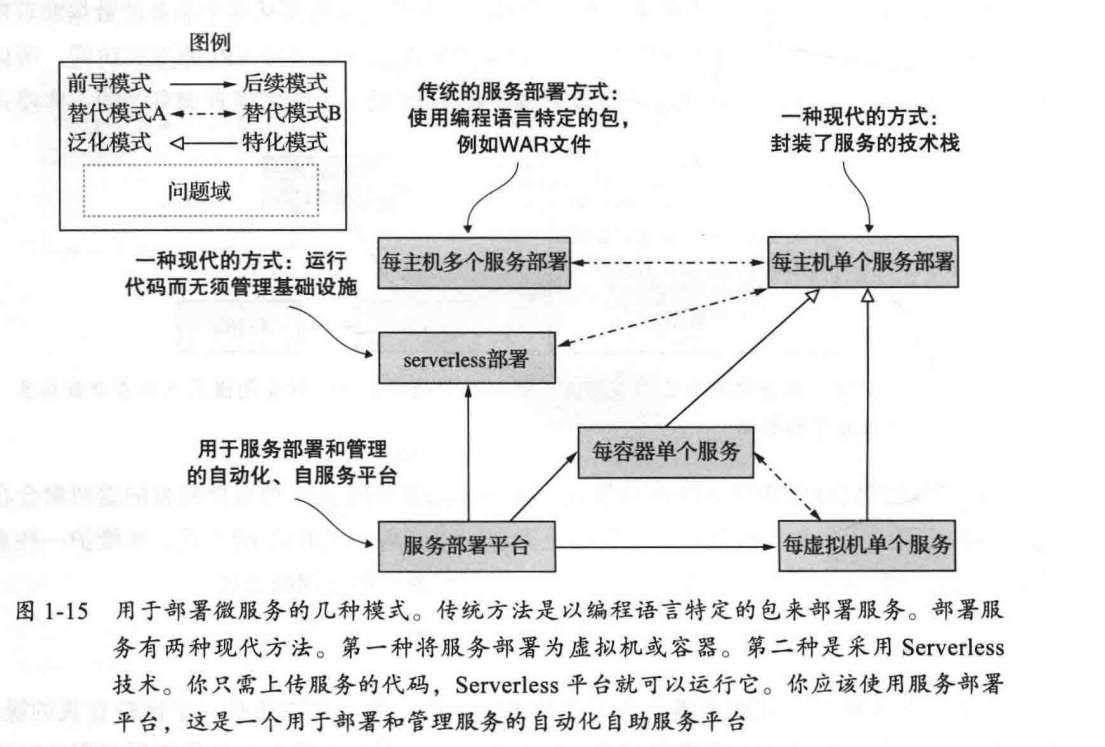 图例
前导模式 后续模式
替代模式A 替代模式B
泛化模式 特化模式
问题域
传统的服务部署方式：
使用编程语言特定的包，
例如WAR文件
一种现代的方式：
封装了服务的技术栈
每主机多个服务部署
每主机单个服务部署
一种现代的方式：运行
代码而无须管理基础设施
serverless部署
用于服务部署和管理
的自动化、自服务平台
每容器单个服务
服务部署平台
每虚拟机单个服务
图 1-15 用于部署微服务的几种模式。传统方法是以编程语言特定的包来部署服务。部署服
务有两种现代方法。第一种将服务部署为虚拟机或容器。第二种是采用 Serverless
技术。你只需上传服务的代码，Serverless 平台就可以运行它。你应该使用服务部署
平台，这是一个用于部署和管理服务的自动化自助服务平台